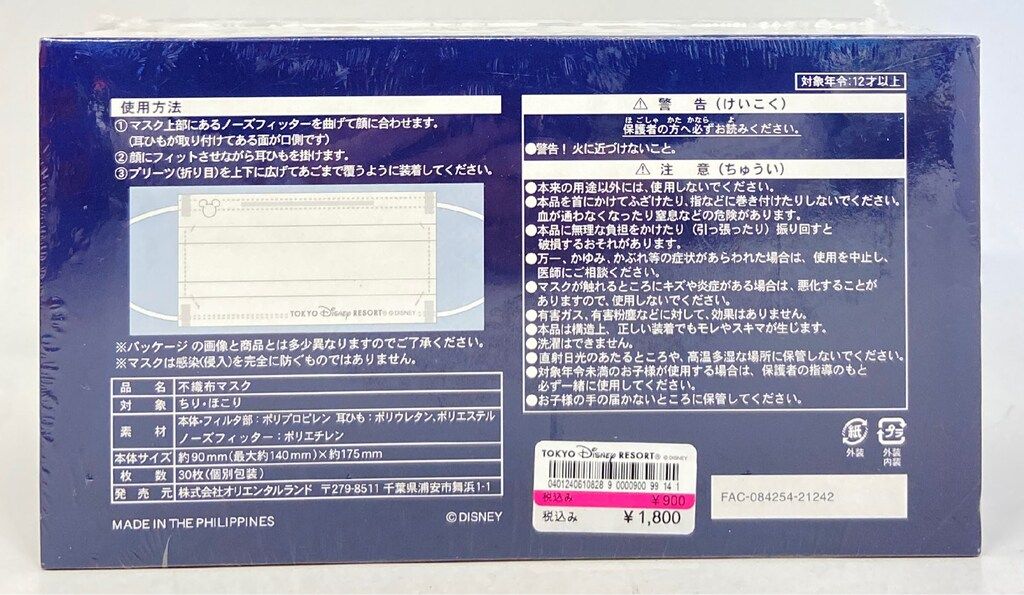 使用方法
①マスク上部にあるノーズフィッターを曲げて顔に合わせます。
(耳ひもが取り付けてある面が口側です)
②顔にフィットさせながら耳ひもを掛けます。
③プリーツ(折り目)を上下に広げてあごまで覆うように装着してください。
TOKYO Disney RESORT® ©DISNEY
※パッケージの画像と商品とは多少異なりますのでご了承ください。
※マスクは感染(侵入)を完全に防ぐものではありません。
品名 不織布マスク
対象 ちり・ほこり
素材 本体・フィルタ部：ポリプロピレン 耳ひも：ポリウレタン、ポリエステル
ノーズフィッター：ポリエチレン
本体サイズ 約90mm(最大約140mm)×約175mm
枚数 30枚(個別包装)
発売元 株式会社オリエンタルランド 〒279-8511 千葉県浦安市舞浜1-1
MADE IN THE PHILIPPINES
©DISNEY
対象年令:12才以上
⚠ 警告(けいこく)
ほごしゃ かた かなら よ
保護者の方へ必ずお読みください。
●警告！火に近づけないこと。
⚠ 注意(ちゅうい)
●本来の用途以外には、使用しないでください。
●本品を首にかけてふざけたり、指などに巻き付けたりしないでください。
血が通わなくなったり窒息などの危険があります。
●本品に無理な負担をかけたり(引っ張ったり)振り回すと
破損するおそれがあります。
●万一、かゆみ、かぶれ等の症状があらわれた場合は、使用を中止し、
医師にご相談ください。
●マスクが触れるところにキズや炎症がある場合は、悪化することが
ありますので、使用しないでください。
●有害ガス、有害粉塵などに対して、効果はありません。
●本品は構造上、正しい装着でもモレやスキマが生じます。
●洗濯はできません。
●直射日光のあたるところや、高温多湿な場所に保管しないでください。
●対象年令未満のお子様が使用する場合は、保護者の指導のもと
必ず一緒に使用してください。
●お子様の手の届かないところに保管してください。
紙 プラ
外装 外装
内装
TOKYO Disney RESORT® ©DISNEY
0401240610828 9 0000900 99 14 1
税込み ￥900
税込み ￥1,800
FAC-084254-21242